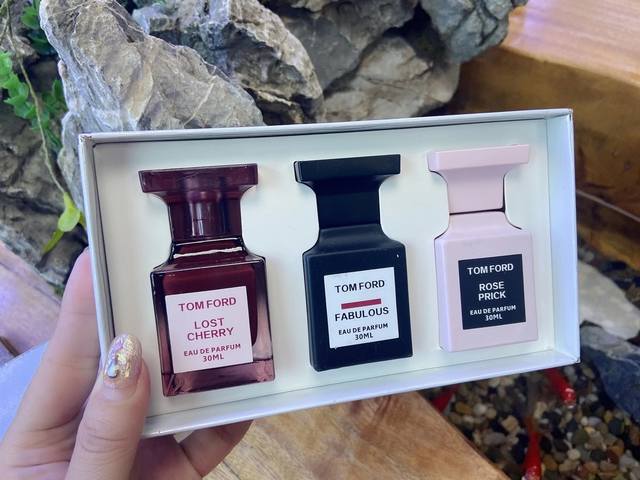 TOM FORD
LOST
CHERRY
EAU DE PARFUM
30ML
TOM FORD
FABULOUS
EAU DE PARFUM
30ML
TOM FORD
ROSE
PRICK
EAU DE PARFUM
30ML